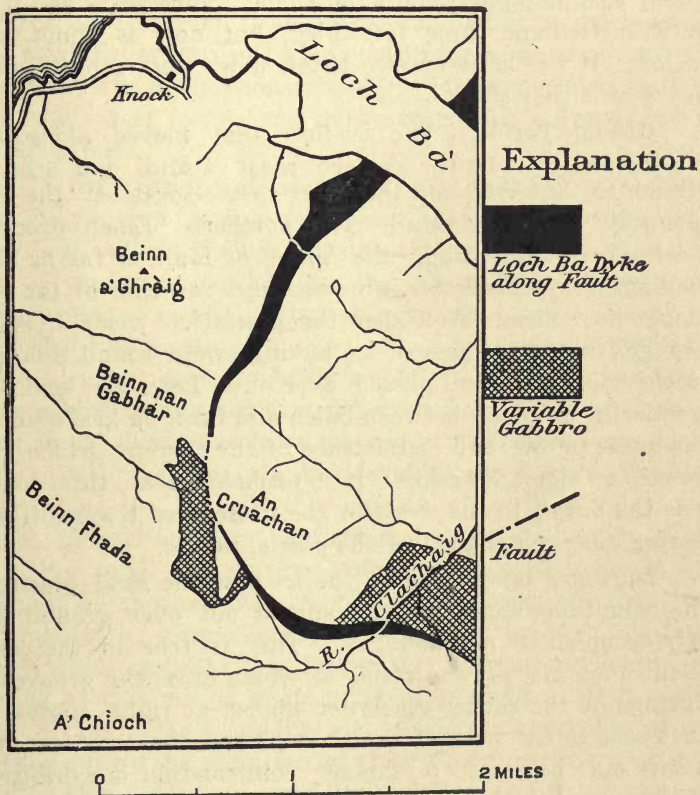 Loch Bà
Knock
Beinn
a'Ghràig
Beinn nan
Gabhar
Beinn Fhada
An
Cruachan
R. Clachaig
A' Chioch
Explanation
Loch Ba Dyke
along Fault
Variable
Gabbro
Fault
0 1 2 MILES